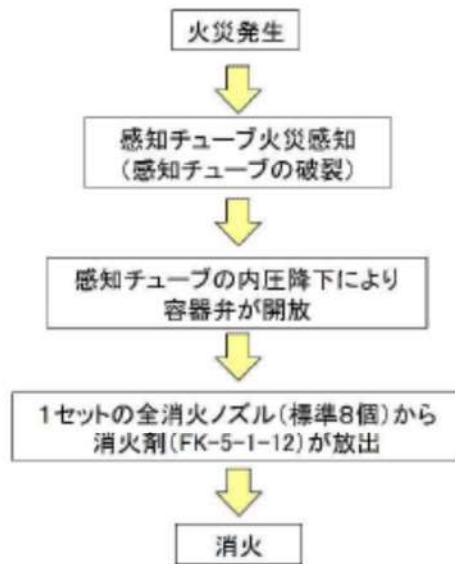 火災発生
感知チューブ火災感知
(感知チューブの破裂)
感知チューブの内圧降下により
容器弁が開放
1セットの全消火ノズル(標準8個)から
消火剤(FK-5-1-12)が放出
消火